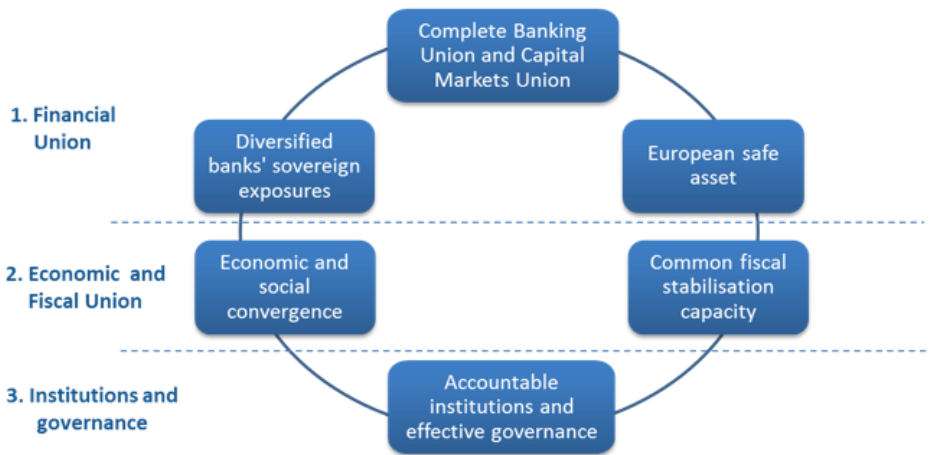 Complete Banking
Union and Capital
Markets Union
1. Financial
Union
Diversified
banks' sovereign
exposures
European safe
asset
2. Economic and
Fiscal Union
Economic and
social
convergence
Common fiscal
stabilisation
capacity
3. Institutions and
governance
Accountable
institutions and
effective governance